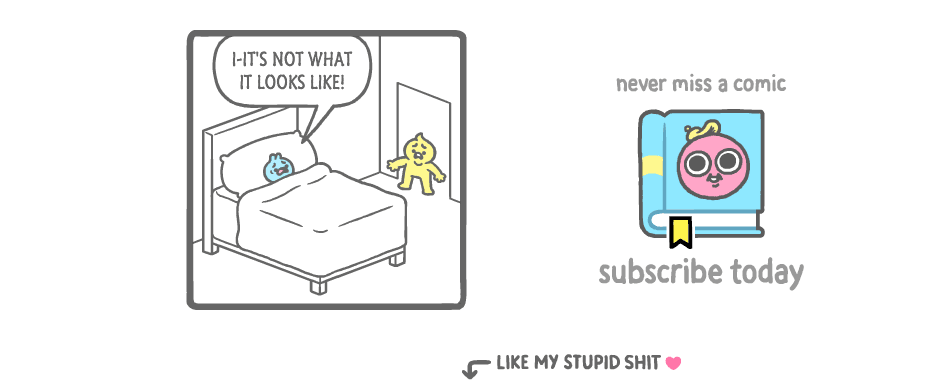 I-IT'S NOT WHAT
IT LOOKS LIKE!
never miss a comic
subscribe today
LIKE MY STUPID SHIT